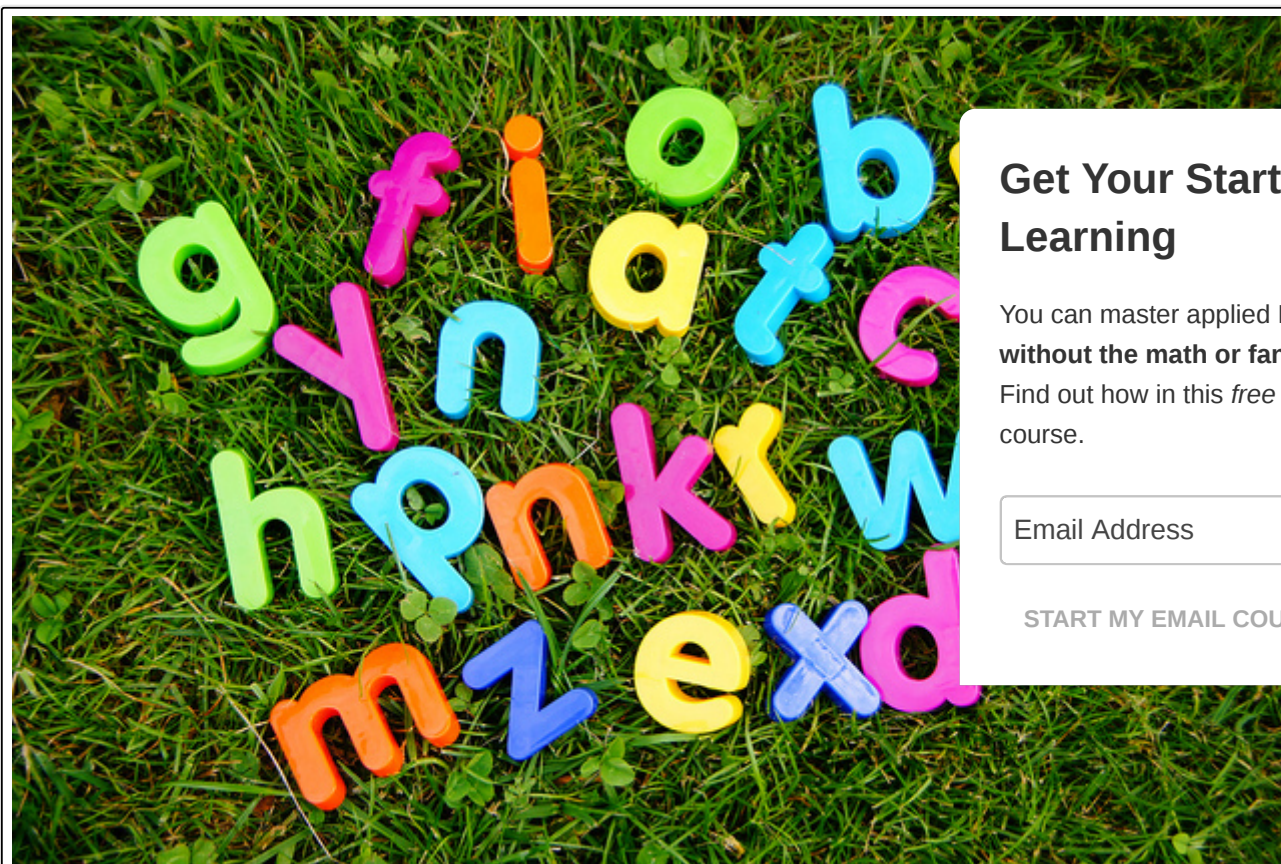 f i o b
g y n a t c
h p n k r w
m z e x d
Get Your Start
Learning
You can master applied
without the math or
Find out how in this free
course.
Email Address
START MY EMAIL